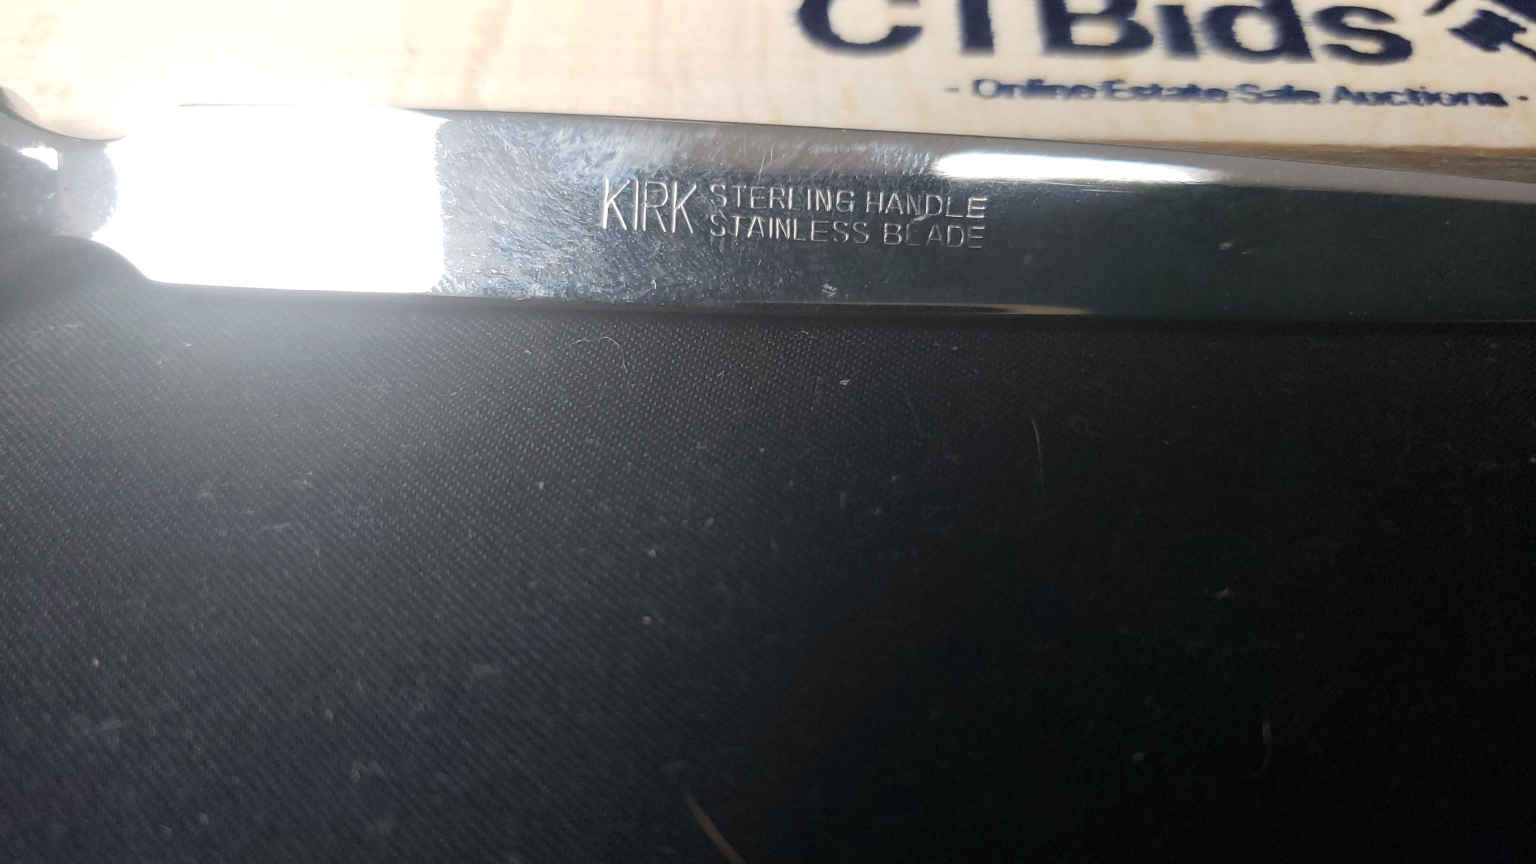 CTBids
- Online Estate Sale Auctions -
KIRK STERLING HANDLE
STAINLESS BLADE